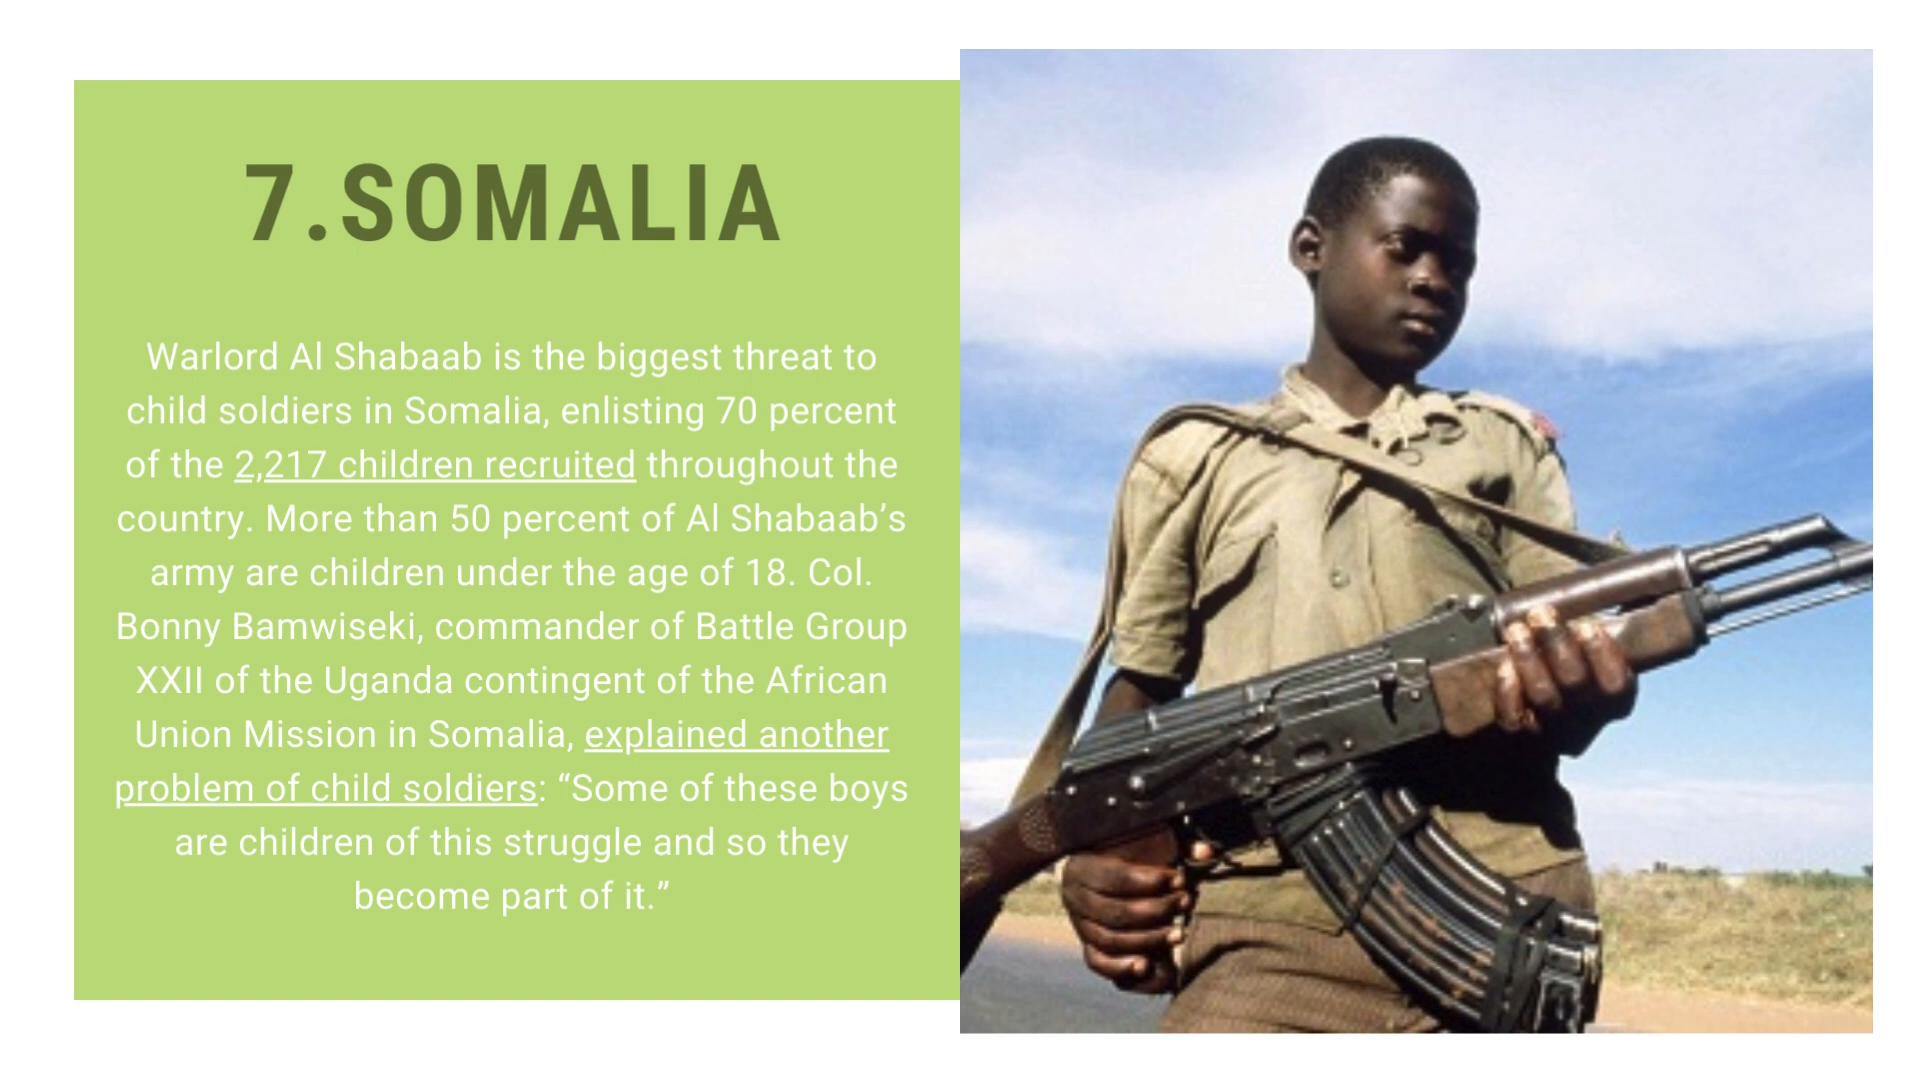 7.SOMALIA
Warlord Al Shabaab is the biggest threat to
child soldiers in Somalia, enlisting 70 percent
of the 2,217 children recruited throughout the
country. More than 50 percent of Al Shabaab’s
army are children under the age of 18. Col.
Bonny Bamwiseki, commander of Battle Group
XXII of the Uganda contingent of the African
Union Mission in Somalia, explained another
problem of child soldiers: “Some of these boys
are children of this struggle and so they
become part of it.”